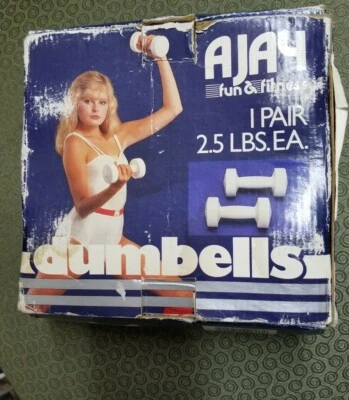 AJAY
fun & fitness
1 PAIR
2.5 LBS. EA.
dumbells